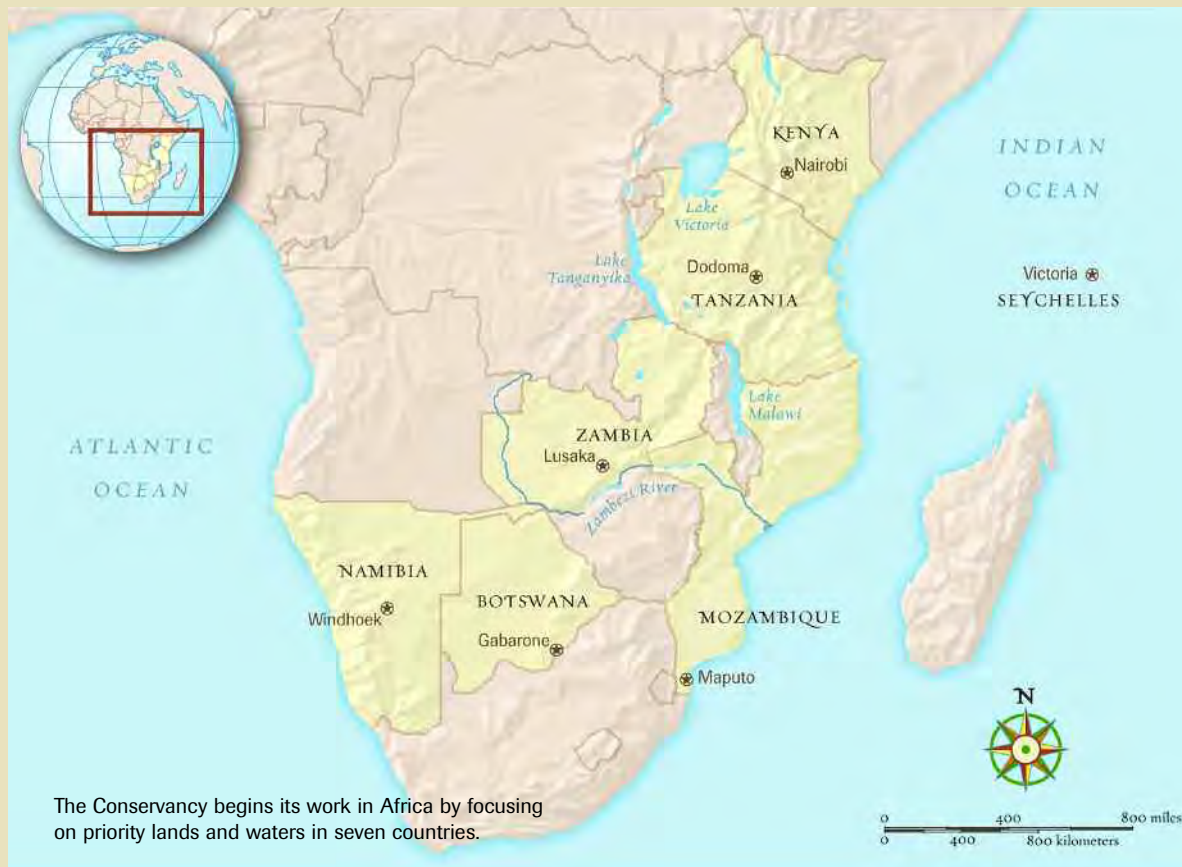 KENYA
Nairobi
INDIAN
OCEAN
Lake
Victoria
Lake
Tanganyika
Dodoma
TANZANIA
Victoria
SEYCHELLES
Lake
Malawi
ATLANTIC
OCEAN
ZAMBIA
Lusaka
Zambezi River
NAMIBIA
Windhoek
BOTSWANA
Gabarone
MOZAMBIQUE
Maputo
N
The Conservancy begins its work in Africa by focusing
on priority lands and waters in seven countries.
0 400 800 miles
0 400 800 kilometers